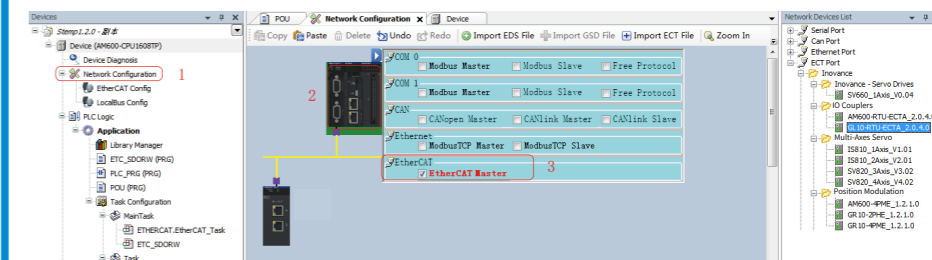 Devices
Stemp1.2.0 - 副本
Device (AM600-CPU1608TP)
Device Diagnosis
Network Configuration
1
EtherCAT Config
LocalBus Config
PLC Logic
Application
Library Manager
ETC_SDORW (PRG)
PLC_PRG (PRG)
POU (PRG)
Task Configuration
MainTask
ETHERCAT.EtherCAT_Task
ETC_SDORW
Task
POU Network Configuration Device
Copy Paste Delete Undo Redo Import EDS File Import GSD File Import ECT File Zoom In
2
COM 0
Modbus Master Modbus Slave Free Protocol
COM 1
Modbus Master Modbus Slave Free Protocol
CAN
CANopen Master CANlink Master CANlink Slave
Ethernet
ModbusTCP Master ModbusTCP Slave
EtherCAT
EtherCAT Master
3
Network Devices List
Serial Port
Can Port
Ethernet Port
ECT Port
Inovance
Inovance - Servo Drives
SV660_1Axis_V0.04
IO Couplers
AM600-RTU-ECTA_2.0.4.0
GL10-RTU-ECTA_2.0.4.0
Multi-Axes Servo
IS810_1Axis_V1.01
IS810_2Axis_V2.01
SV820_3Axis_V3.02
SV820_4Axis_V4.02
Position Modulation
AM600-4PME_1.2.1.0
GR10-2PHE_1.2.1.0
GR10-4PME_1.2.1.0